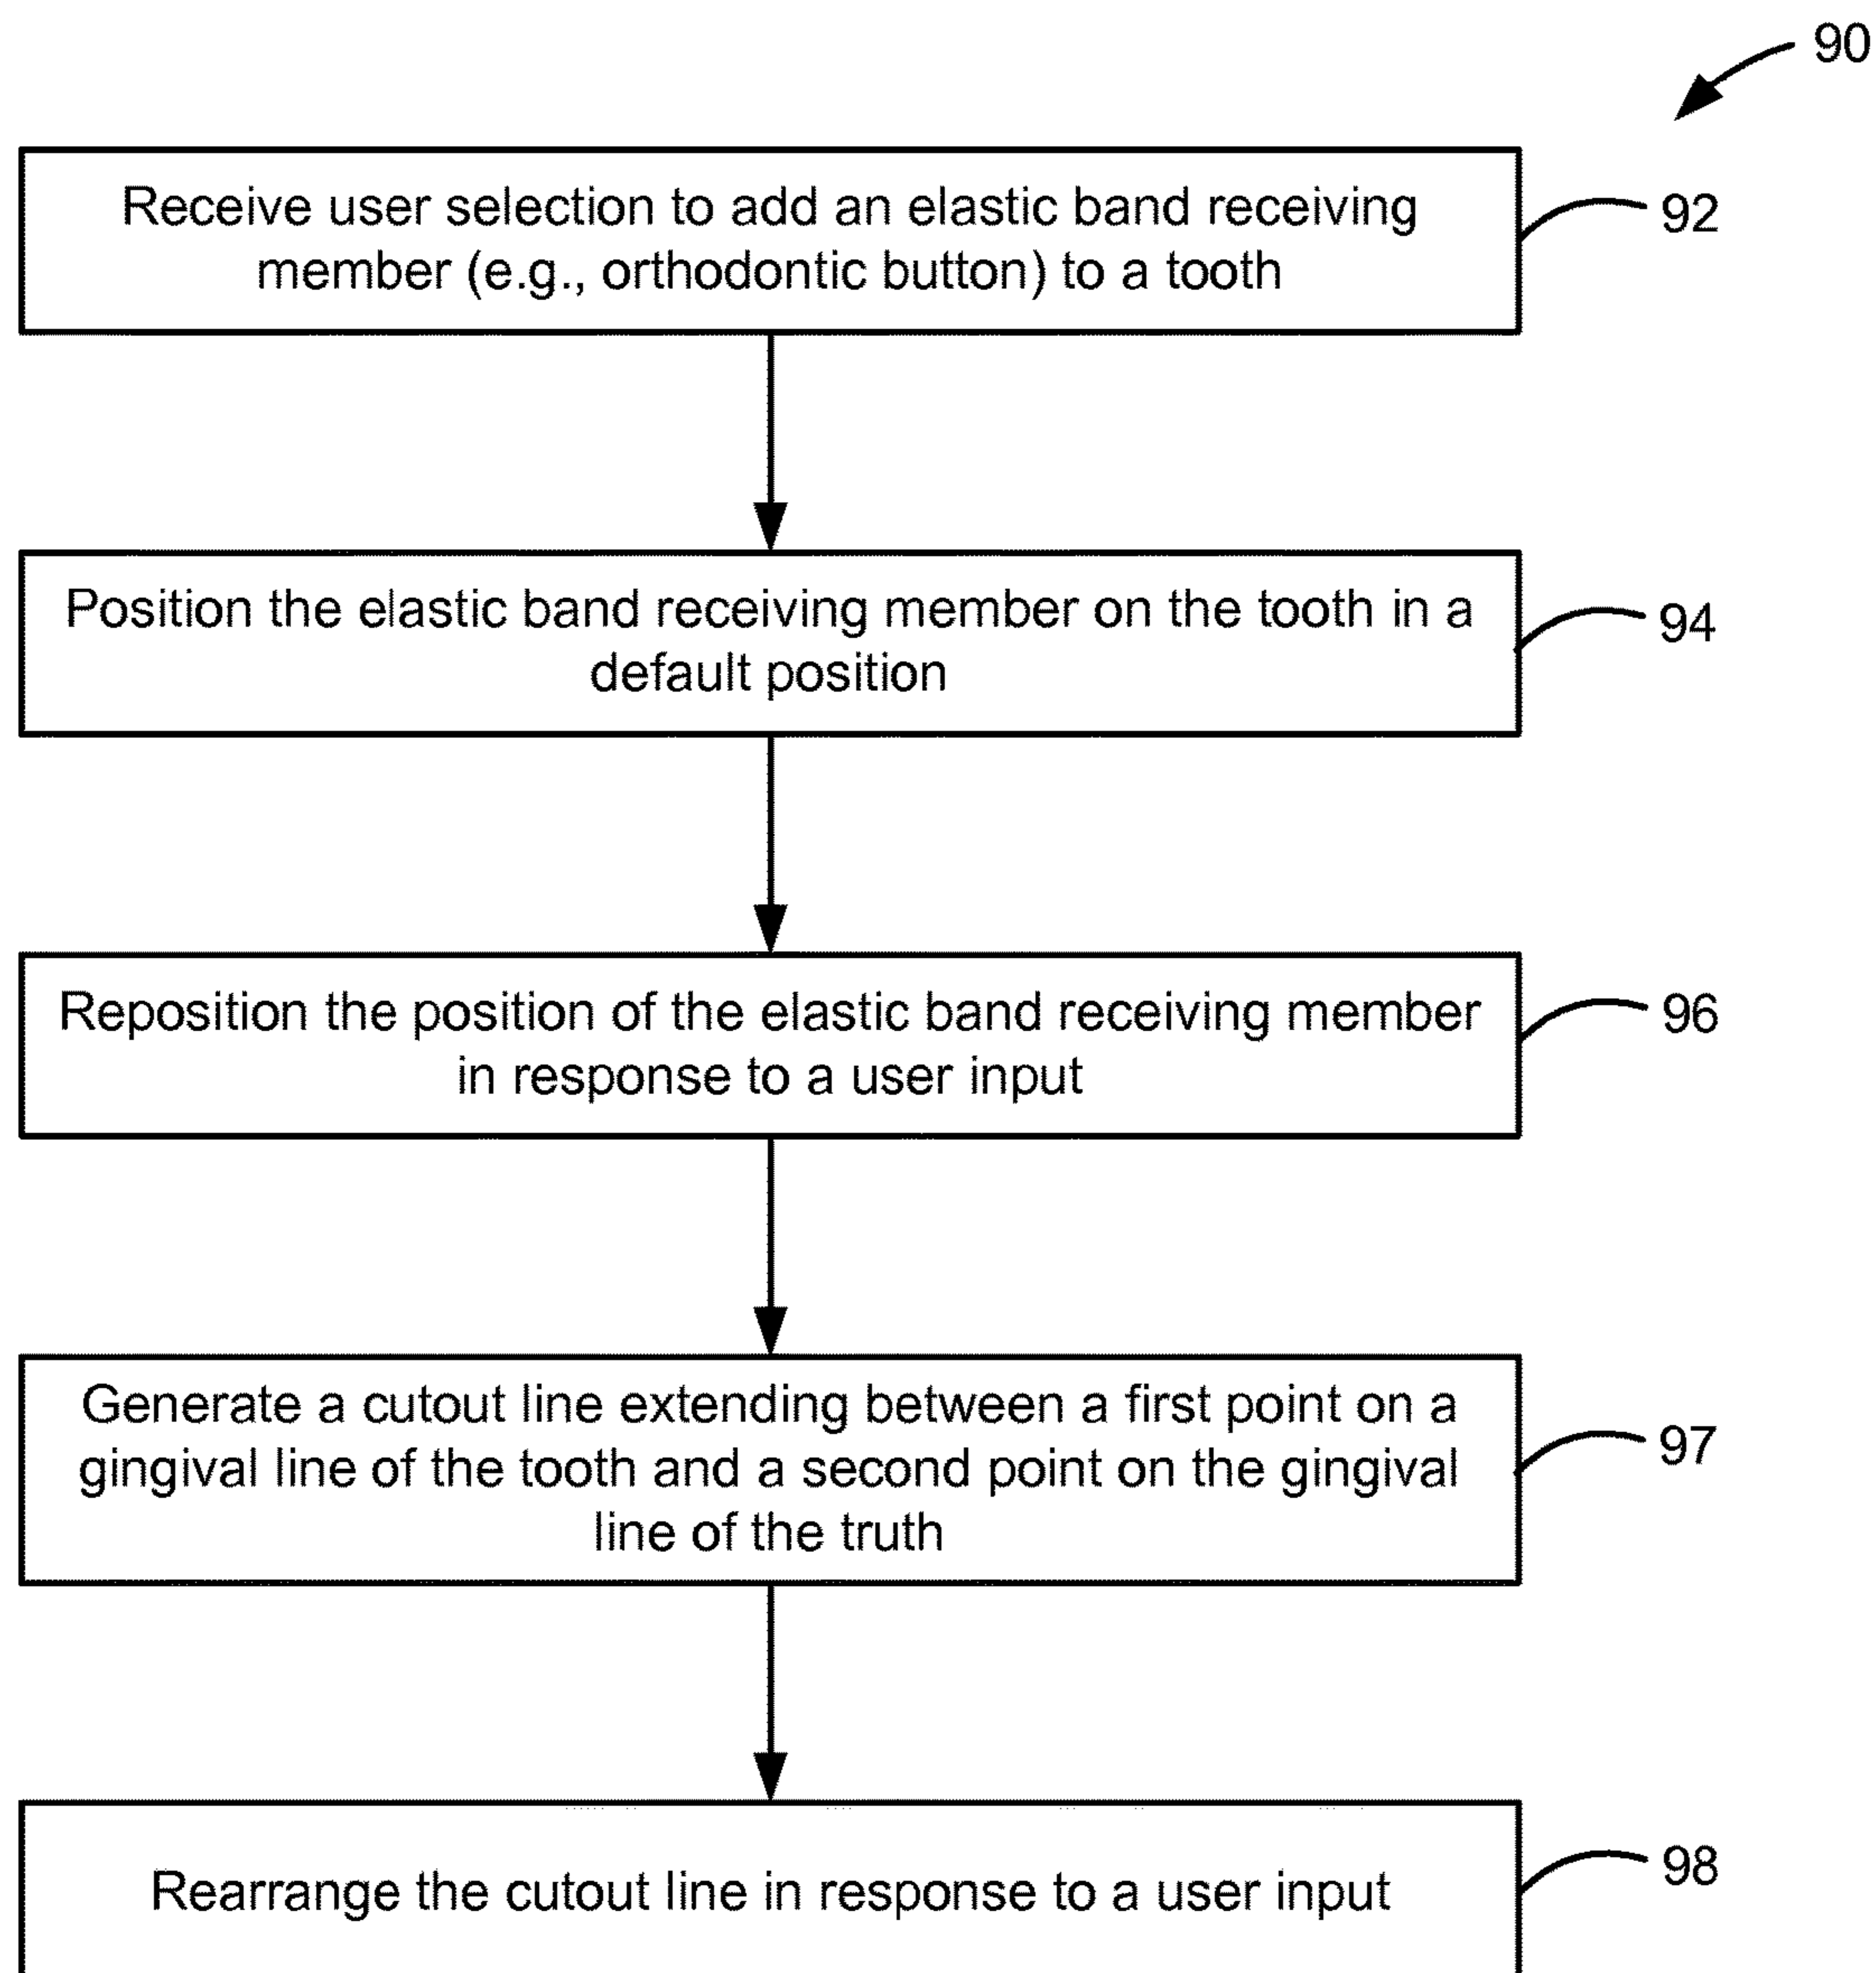 90
Receive user selection to add an elastic band receiving
member (e.g., orthodontic button) to a tooth
92
Position the elastic band receiving member on the tooth in a
default position
94
Reposition the position of the elastic band receiving member
in response to a user input
96
Generate a cutout line extending between a first point on a
gingival line of the tooth and a second point on the gingival
line of the truth
97
Rearrange the cutout line in response to a user input
98